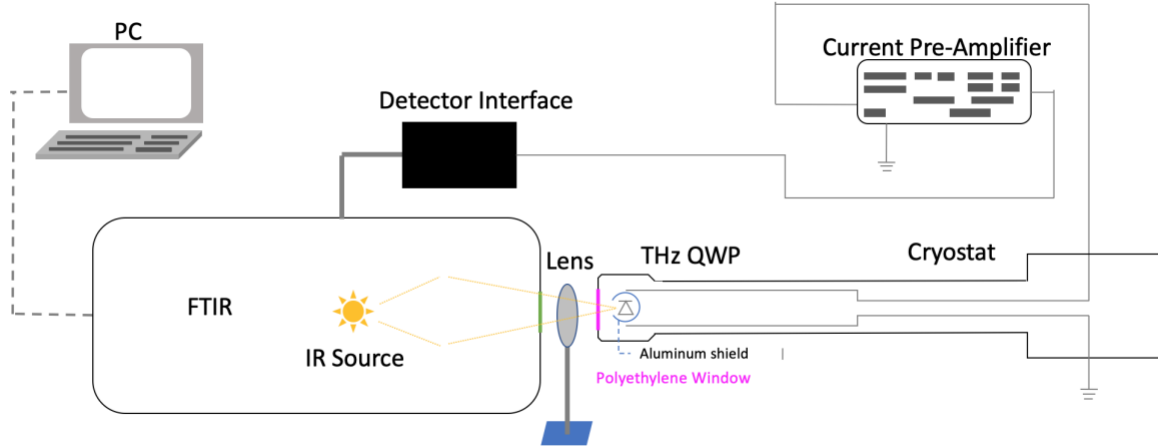 PC
Current Pre-Amplifier
Detector Interface
THz QWP
Cryostat
Lens
FTIR
IR Source
Aluminum shield
Polyethylene Window